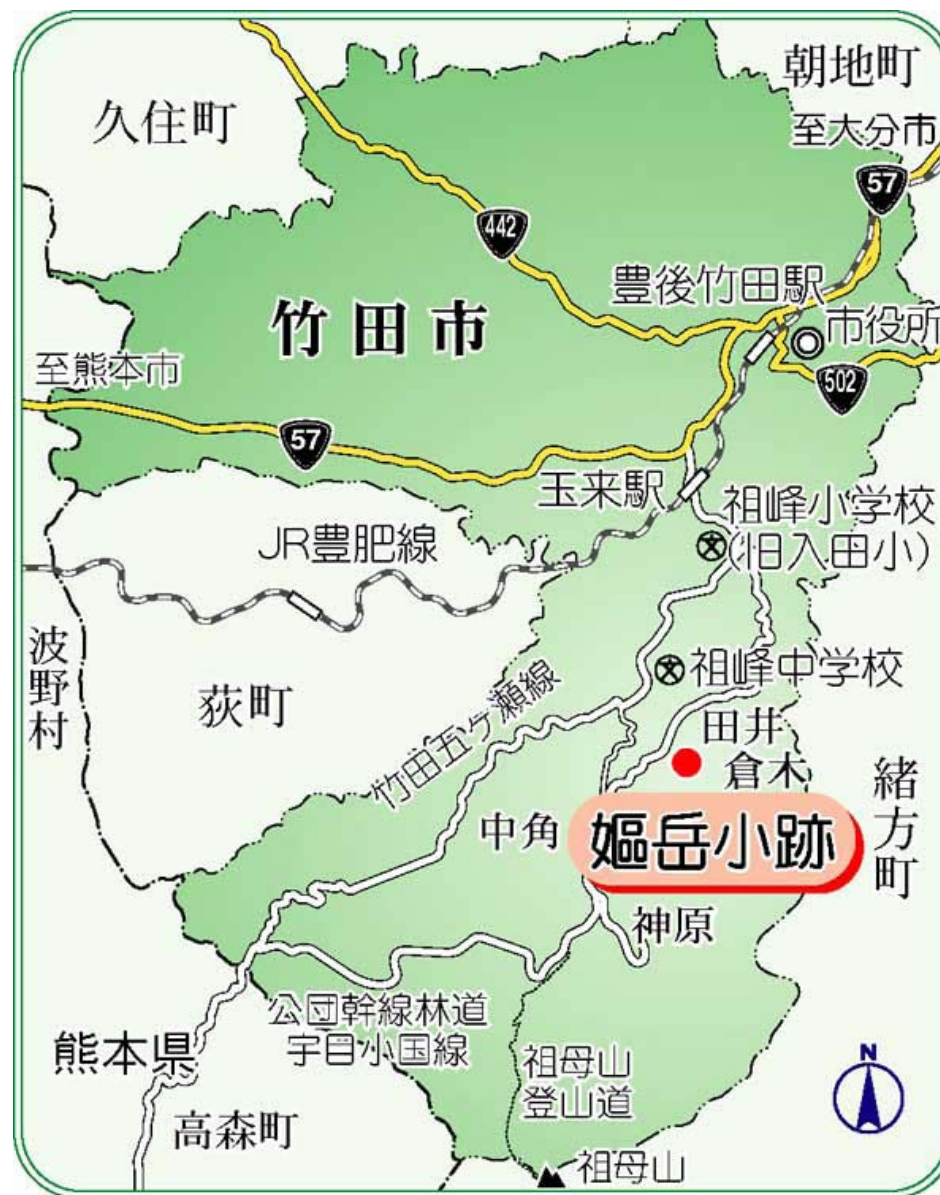 朝地町
久住町
至大分市
57
442
豊後竹田駅
竹田市
市役所
至熊本市
502
57
玉来駅
祖峰小学校
(旧入田小)
JR豊肥線
波野村
祖峰中学校
荻町
竹田五ケ瀬線
田井
倉木
緒方町
中角
嫗岳小跡
神原
公団幹線林道
宇目小国線
熊本県
祖母山
登山道
N
高森町
祖母山